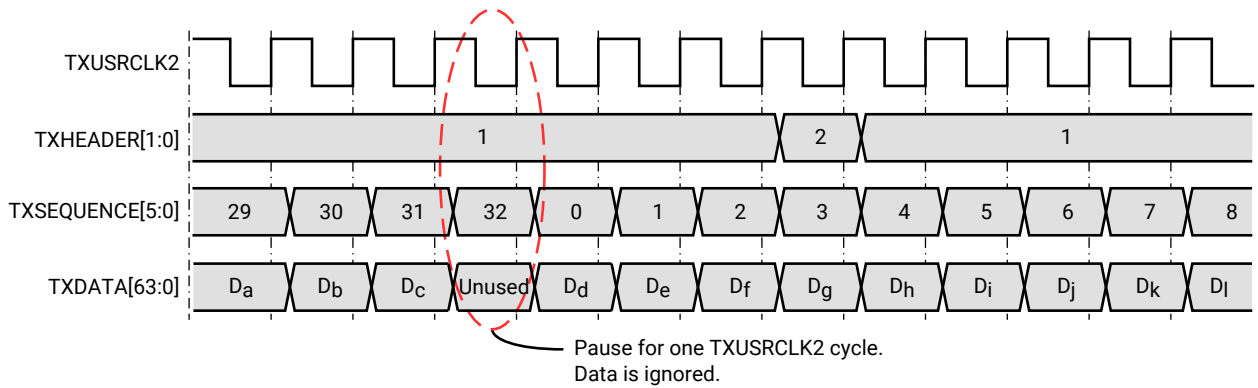 TXUSRCLK2
TXHEADER[1:0] 1 2 1
TXSEQUENCE[5:0] 29 30 31 32 0 1 2 3 4 5 6 7 8
TXDATA[63:0] Da Db Dc Unused Dd De Df Dg Dh Di Dj Dk Dl
Pause for one TXUSRCLK2 cycle.
Data is ignored.